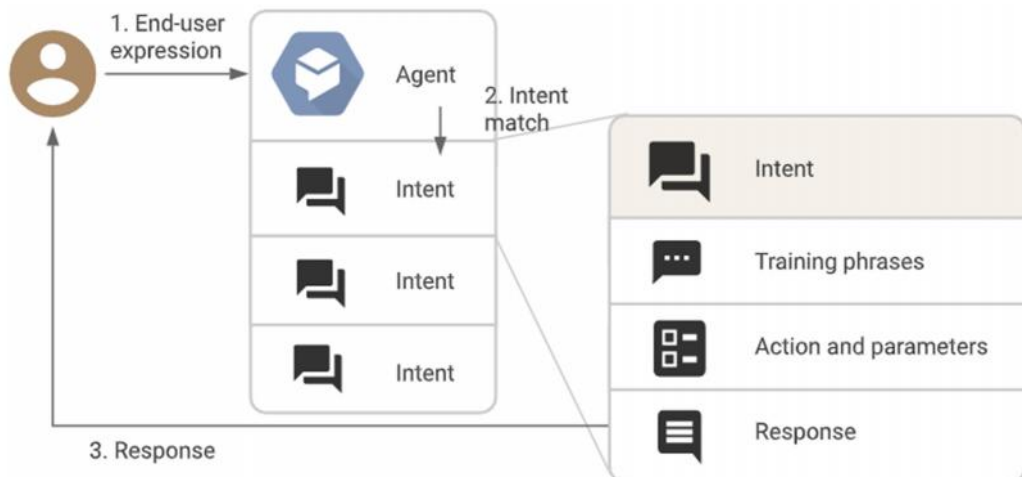 1. End-user
expression
Agent
2. Intent
match
Intent
Intent
Intent
Intent
Training phrases
Action and parameters
Response
3. Response